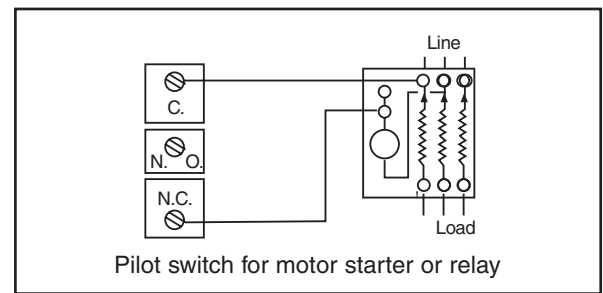 Line
C.
N. O.
N.C.
Load
Pilot switch for motor starter or relay